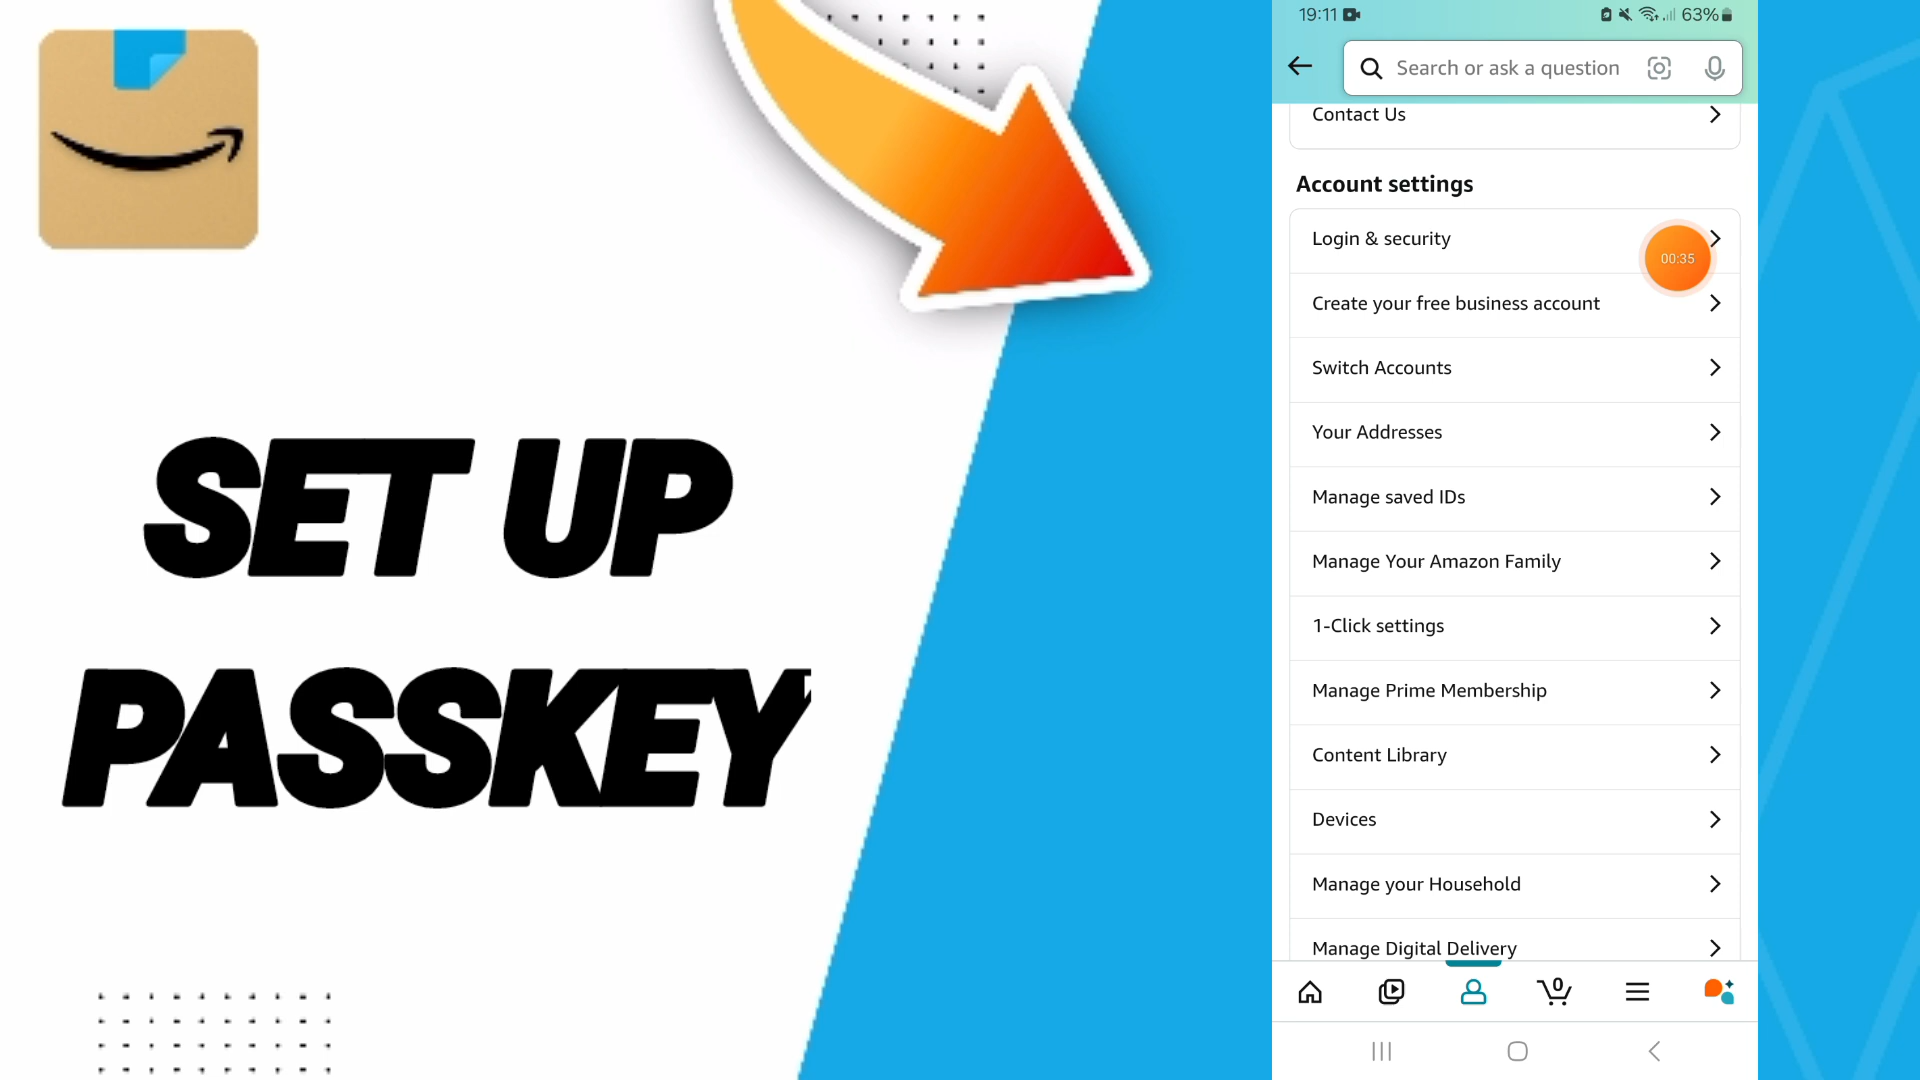 SET UP
PASSKEY
19:11
63%
Search or ask a question
Contact Us
Account settings
Login & security
00:35
Create your free business account
Switch Accounts
Your Addresses
Manage saved IDs
Manage Your Amazon Family
1-Click settings
Manage Prime Membership
Content Library
Devices
Manage your Household
Manage Digital Delivery
0